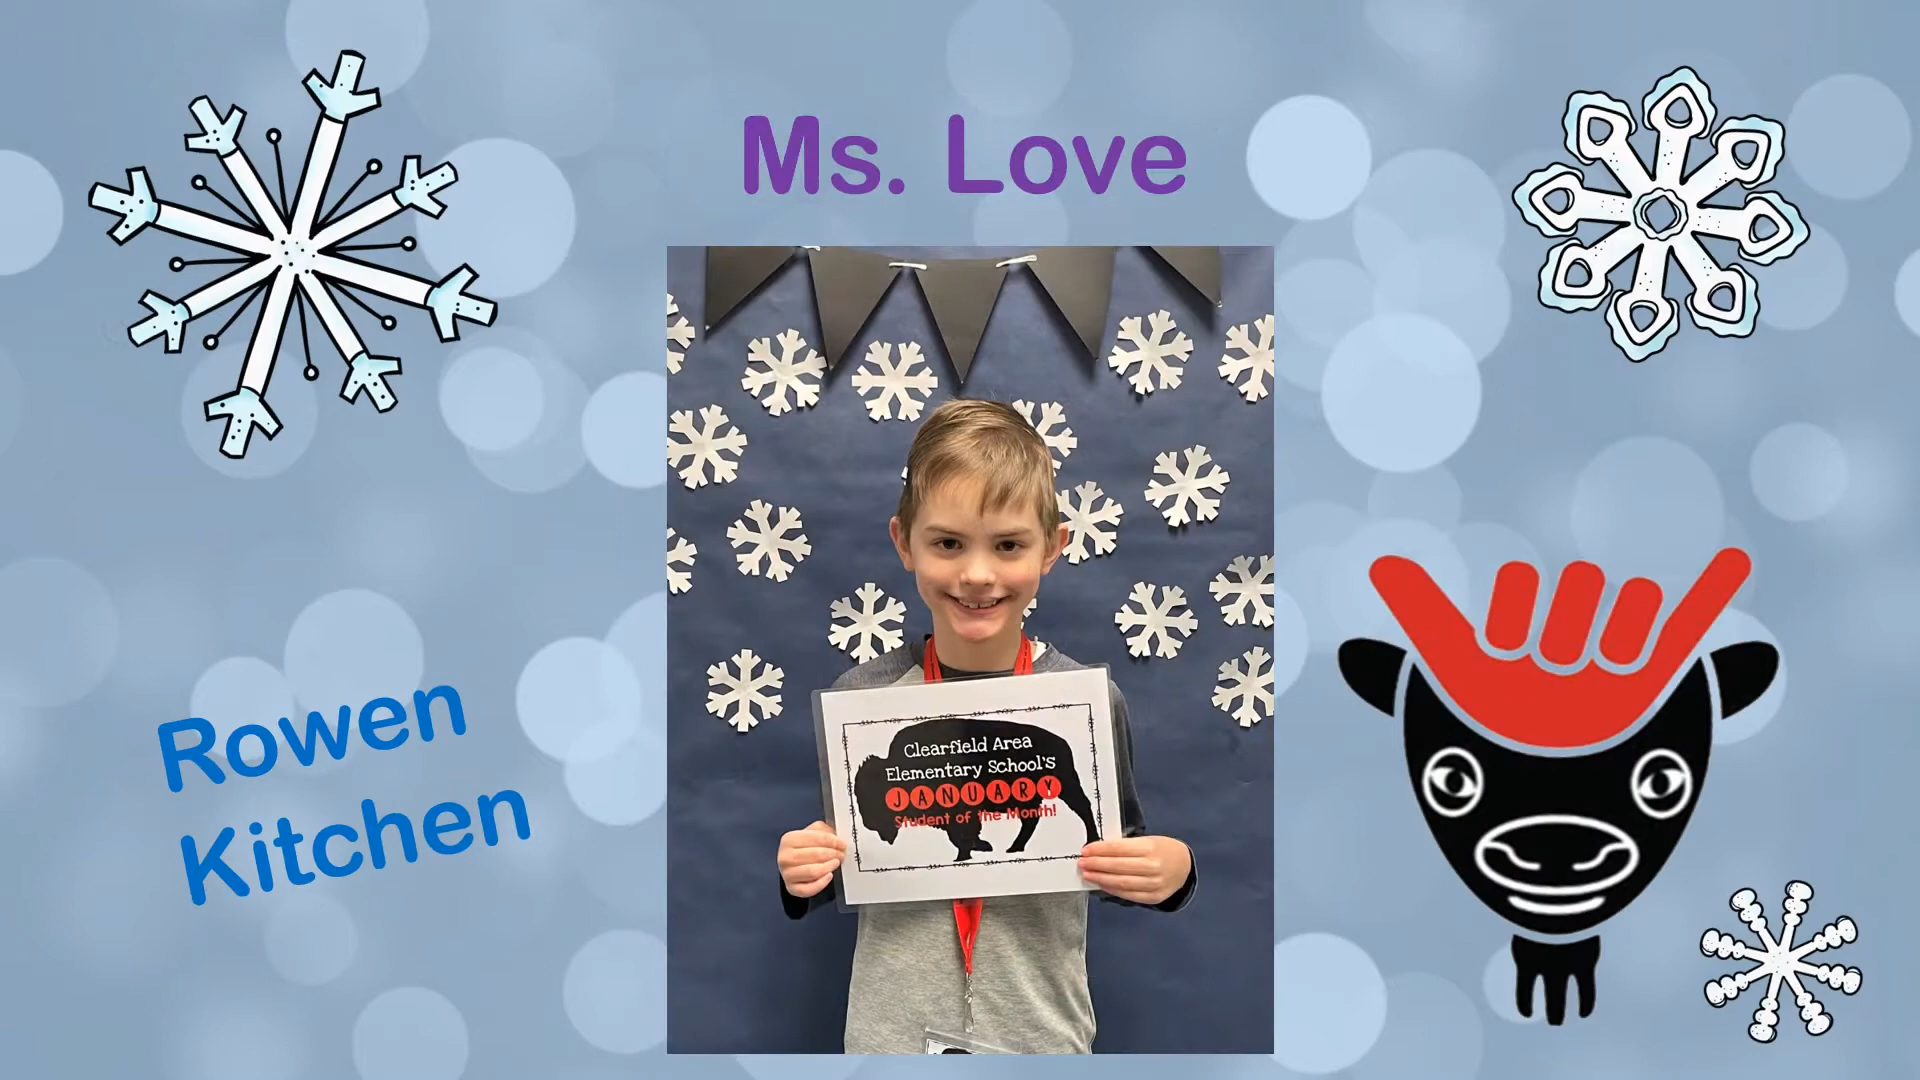 Ms. Love
Rowen
Kitchen
Clearfield Area
Elementary School's
JANUARY
Student of the Month!